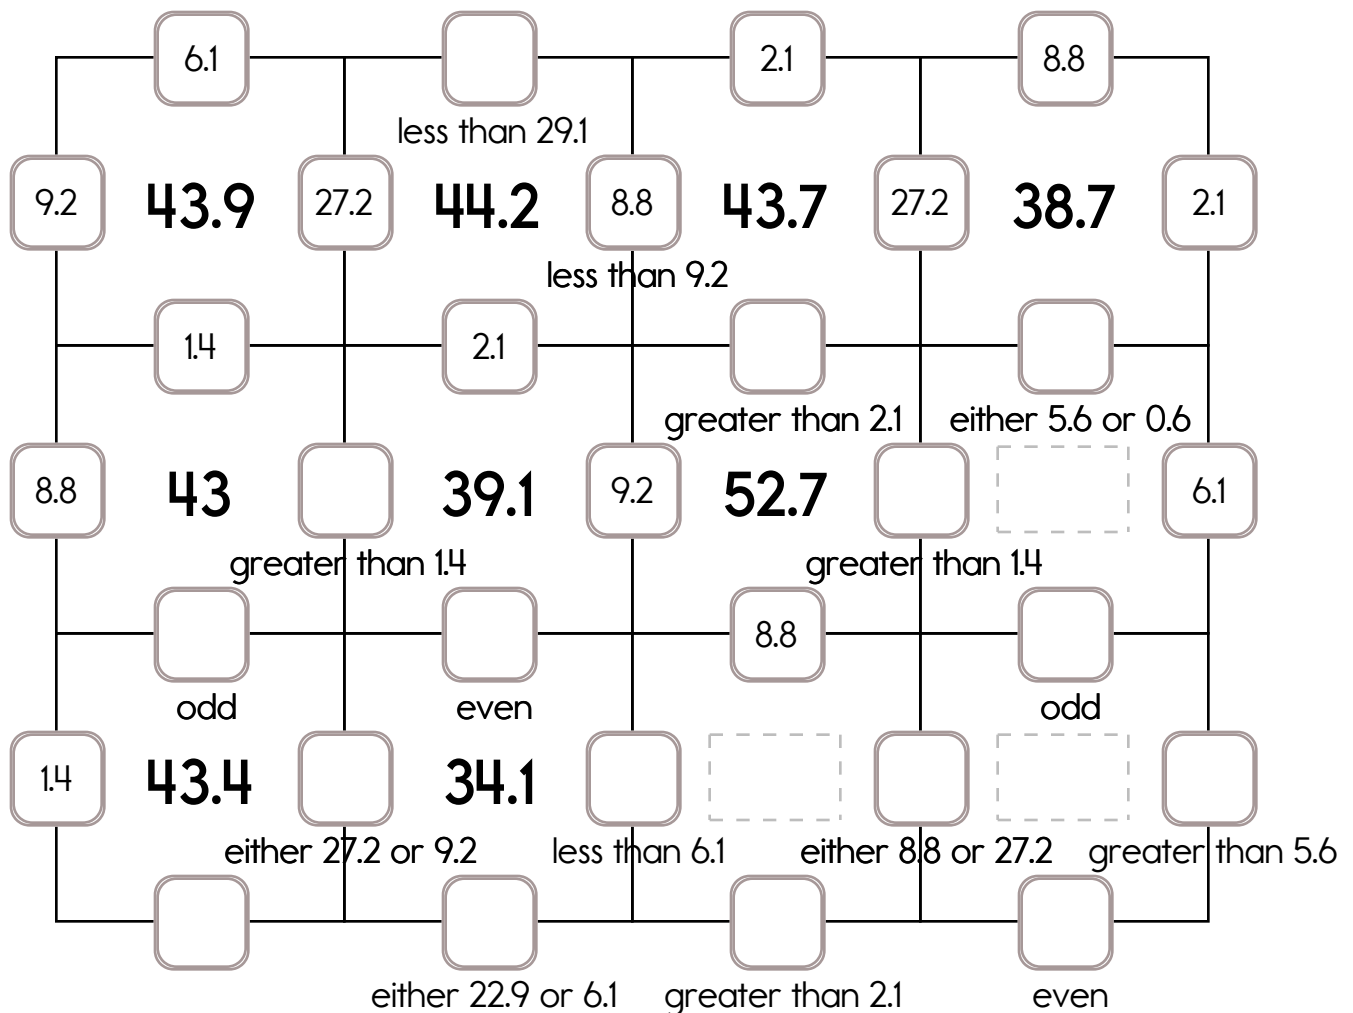 6.1 2.1 8.8
less than 29.1
9.2 43.9 27.2 44.2 8.8 43.7 27.2 38.7 2.1
less than 9.2
1.4 2.1
greater than 2.1 either 5.6 or 0.6
8.8 43 39.1 9.2 52.7 6.1
greater than 1.4 greater than 1.4
8.8
odd even odd
1.4 43.4 34.1
either 27.2 or 9.2 less than 6.1 either 8.8 or 27.2 greater than 5.6
either 22.9 or 6.1 greater than 2.1 even